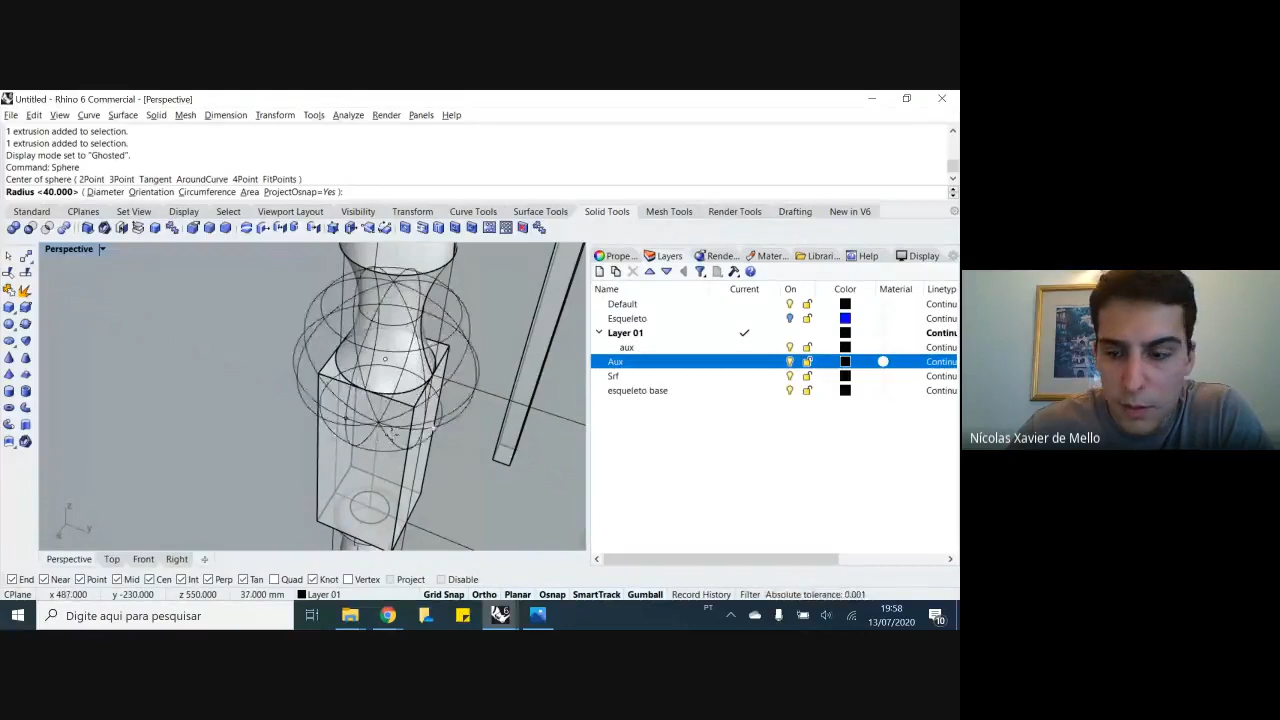 Untitled - Rhino 6 Commercial - [Perspective]
File Edit View Curve Surface Solid Mesh Dimension Transform Tools Analyze Render Panels Help
1 extrusion added to selection.
1 extrusion added to selection.
Display mode set to "Ghosted".
Command: Sphere
Center of sphere ( 2Point 3Point Tangent AroundCurve 4Point FitPoints )
Radius <40.000> ( Diameter Orientation Circumference Area ProjectOsnap=Yes ):
Standard CPlanes Set View Display Select Viewport Layout Visibility Transform Curve Tools Surface Tools Solid Tools Mesh Tools Render Tools Drafting New in V6
Perspective
Prope... Layers Rende... Mater... Librari... Help Display
Name Current On Color Material Linetyp
Default Continu
Esqueleto Continu
Layer 01 Continu
aux Continu
Aux Continu
Srf Continu
esqueleto base Continu
z
x y
Perspective Top Front Right
End Near Point Mid Cen Int Perp Tan Quad Knot Vertex Project Disable
CPlane x 487.000 y -230.000 z 550.000 37.000 mm Layer 01 Grid Snap Ortho Planar Osnap SmartTrack Gumball Record History Filter Absolute tolerance: 0.001
Digite aqui para pesquisar
PT
19:58
13/07/2020
10
Nícolas Xavier de Mello